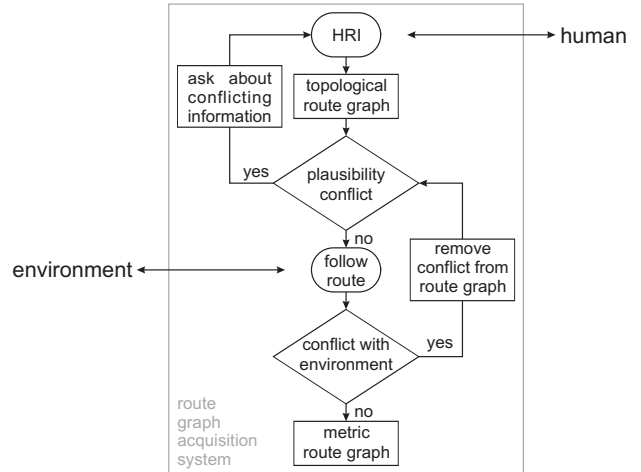 HRI
human
ask about
conflicting
information
topological
route graph
yes
plausibility
conflict
no
environment
follow
route
remove
conflict from
route graph
conflict with
environment
yes
no
route
graph
acquisition
system
metric
route graph